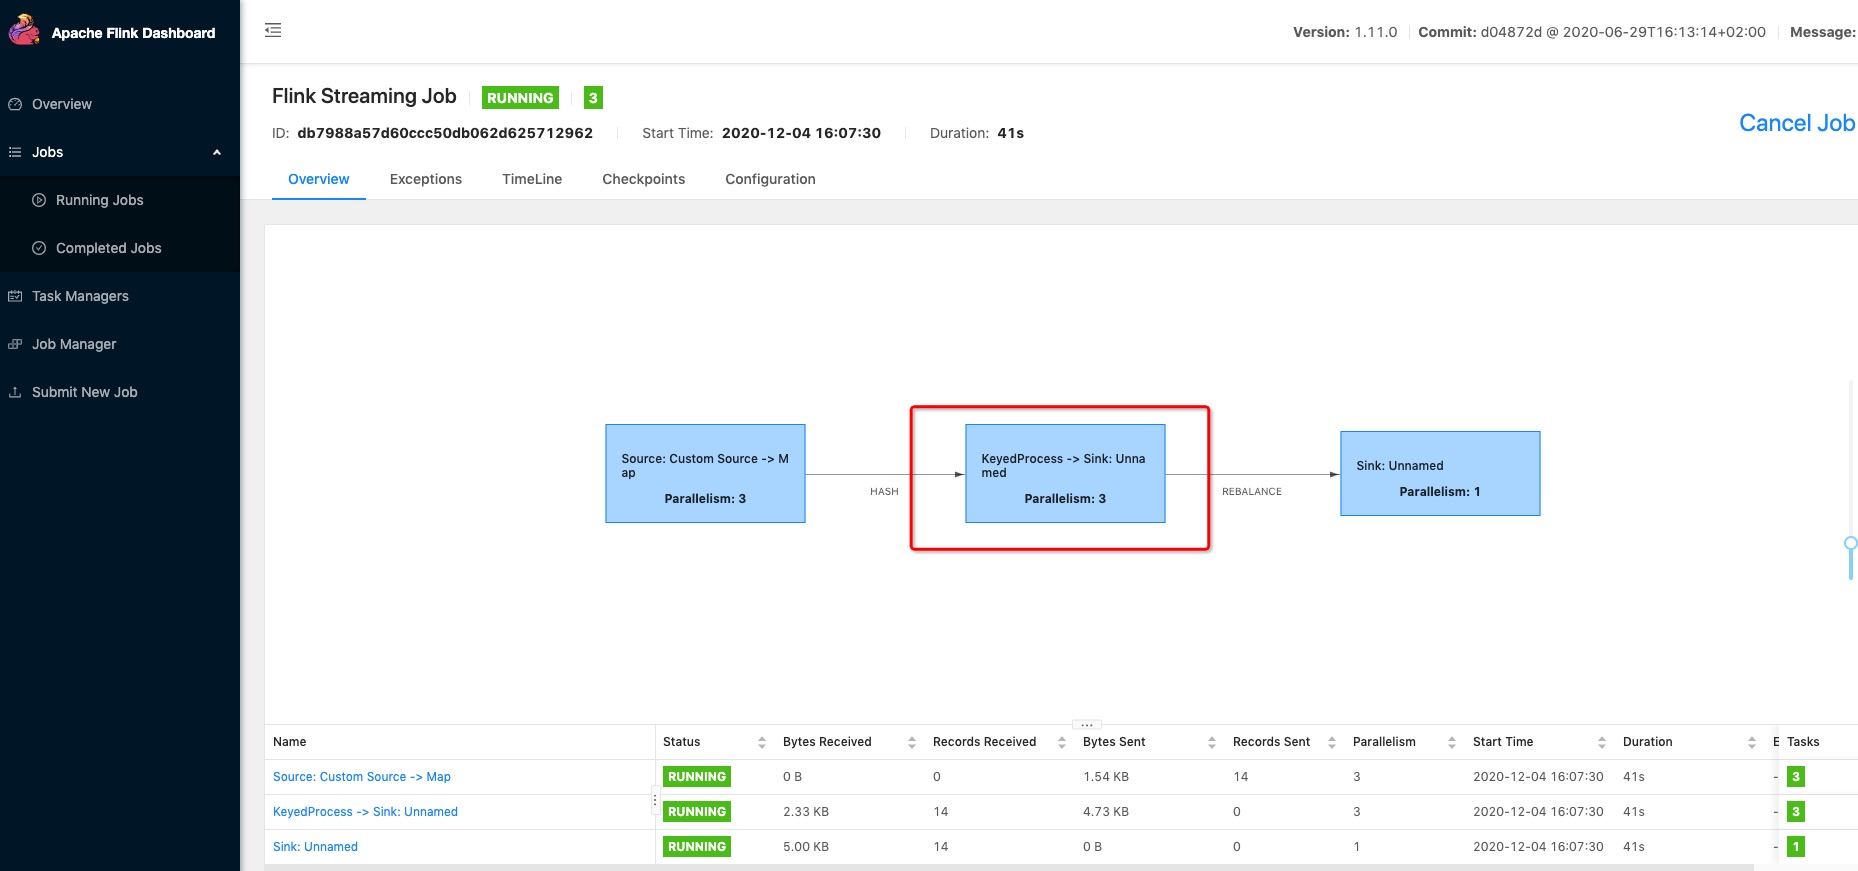 Apache Flink Dashboard
Version: 1.11.0 Commit: d04872d @ 2020-06-29T16:13:14+02:00 Message:
Overview
Jobs
Running Jobs
Completed Jobs
Task Managers
Job Manager
Submit New Job
Flink Streaming Job RUNNING 3
ID: db7988a57d60ccc50db062d625712962 Start Time: 2020-12-04 16:07:30 Duration: 41s
Cancel Job
Overview Exceptions TimeLine Checkpoints Configuration
Source: Custom Source -> M
ap
Parallelism: 3
HASH
KeyedProcess -> Sink: Unna
med
Parallelism: 3
REBALANCE
Sink: Unnamed
Parallelism: 1
Name Status Bytes Received Records Received Bytes Sent Records Sent Parallelism Start Time Duration E Tasks
Source: Custom Source -> Map RUNNING 0 B 0 1.54 KB 14 3 2020-12-04 16:07:30 41s - 3
KeyedProcess -> Sink: Unnamed RUNNING 2.33 KB 14 4.73 KB 0 3 2020-12-04 16:07:30 41s - 3
Sink: Unnamed RUNNING 5.00 KB 14 0 B 0 1 2020-12-04 16:07:30 41s - 1